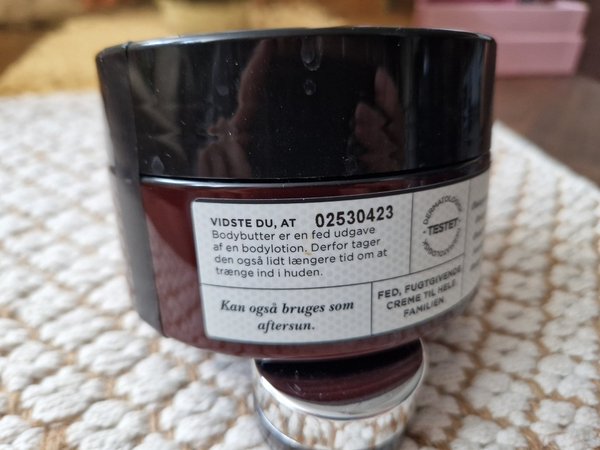 VIDSTE DU, AT 02530423
Bodybutter er en fed udgave
af en bodylotion. Derfor tager
den også lidt længere tid om at
trænge ind i huden.
Kan også bruges som
aftersun.
DERMATOLOGISK
TESTET
FED, FUGTGIVENDE
CREME TIL HELE
FAMILIEN.